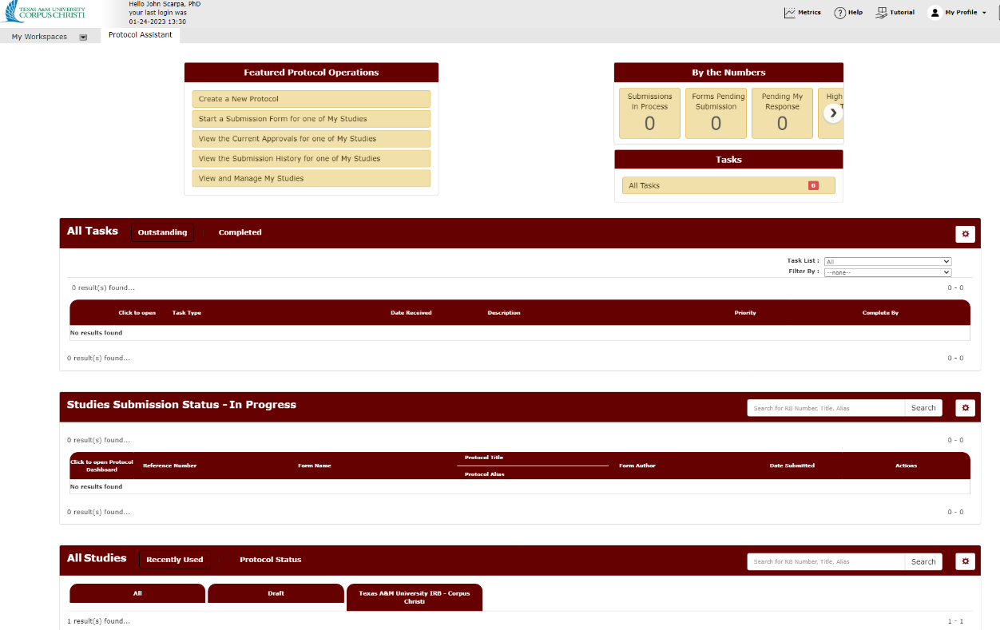 TEXAS A&M UNIVERSITY
CORPUS CHRISTI
Hello John Scarpa, PhD
your last login was
01-24-2023 13:30
Metrics
Help
Tutorial
My Profile
My Workspaces
Protocol Assistant
Featured Protocol Operations
Create a New Protocol
Start a Submission Form for one of My Studies
View the Current Approvals for one of My Studies
View the Submission History for one of My Studies
View and Manage My Studies
By the Numbers
Submissions in Process
0
Forms Pending Submission
0
Pending My Response
0
High
Tasks
All Tasks 0
All Tasks Outstanding Completed
Task List : All
Filter By : --none--
0 result(s) found... 0 - 0
Click to open Task Type Date Received Description Priority Complete By
No results found
0 result(s) found... 0 - 0
Studies Submission Status - In Progress
Search for RB Number, Title, Alias Search
0 result(s) found... 0 - 0
Click to open Protocol Dashboard
Reference Number
Form Name
Protocol Title
Protocol Alias
Form Author
Date Submitted
Actions
No results found
0 result(s) found... 0 - 0
All Studies Recently Used Protocol Status
Search for RB Number, Title, Alias Search
All
Draft
Texas A&M University IRB - Corpus
Christi
1 result(s) found... 1 - 1